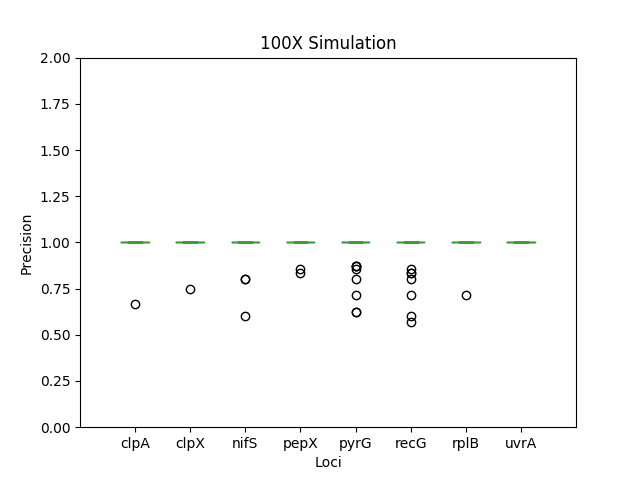 100X Simulation
2.00
1.75
1.50
1.25
1.00
0.75
0.50
0.25
0.00
Precision
clpA clpX nifS pepX pyrG recG rplB uvrA
Loci